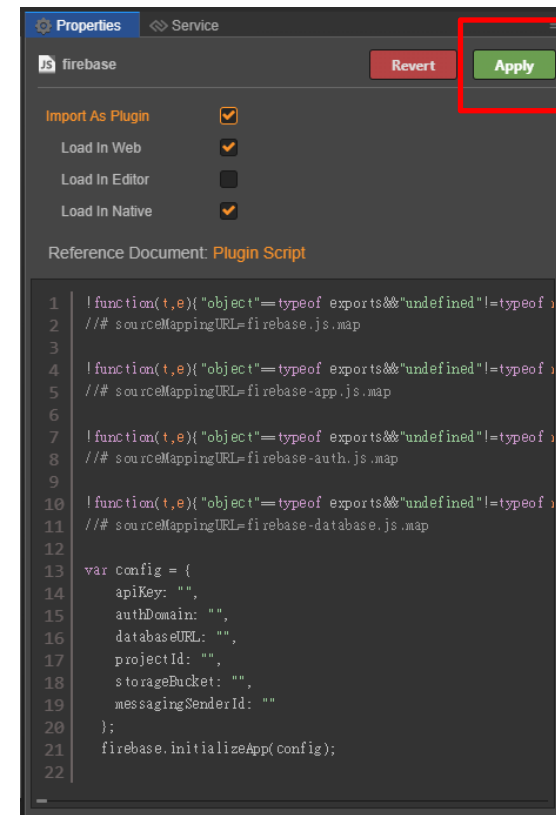 Properties
Service
JS firebase
Revert
Apply
Import As Plugin
Load In Web
Load In Editor
Load In Native
Reference Document: Plugin Script
1 !function(t,e){"object"==typeof exports&&"undefined"!=typeof
2 //# sourceMappingURL=firebase.js.map
3
4 !function(t,e){"object"==typeof exports&&"undefined"!=typeof
5 //# sourceMappingURL=firebase-app.js.map
6
7 !function(t,e){"object"==typeof exports&&"undefined"!=typeof
8 //# sourceMappingURL=firebase-auth.js.map
9
10 !function(t,e){"object"==typeof exports&&"undefined"!=typeof
11 //# sourceMappingURL=firebase-database.js.map
12
13 var config = {
14 apiKey: "",
15 authDomain: "",
16 databaseURL: "",
17 projectId: "",
18 storageBucket: "",
19 messagingSenderId: ""
20 };
21 firebase.initializeApp(config);
22